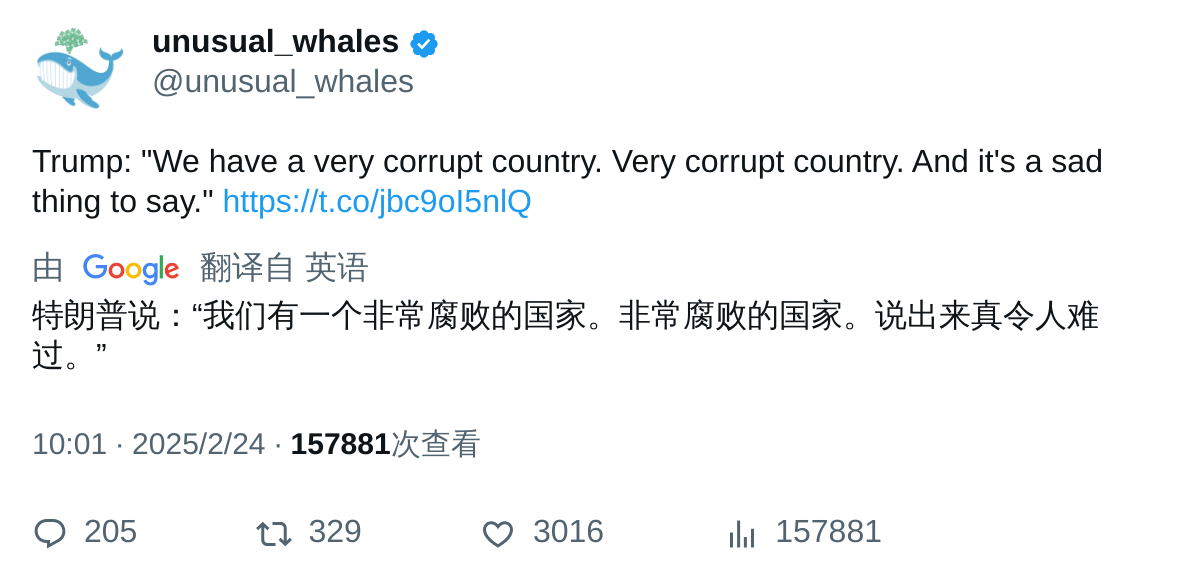 unusual_whales
@unusual_whales
Trump: "We have a very corrupt country. Very corrupt country. And it's a sad
thing to say." https://t.co/jbc9oI5nlQ
由 Google 翻译自 英语
特朗普说：“我们有一个非常腐败的国家。非常腐败的国家。说出来真令人难
过。”
10:01 · 2025/2/24 · 157881次查看
205 329 3016 157881